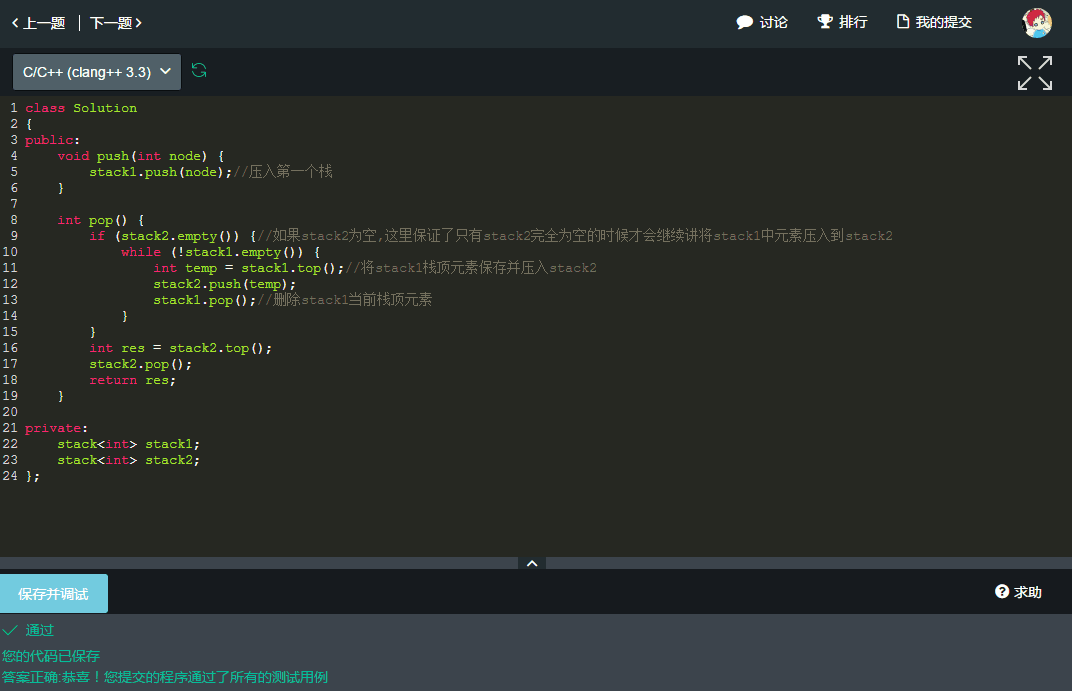 上一题 下一题 讨论 排行 我的提交
C/C++ (clang++ 3.3)
1 class Solution
2 {
3 public:
4     void push(int node) {
5         stack1.push(node);//压入第一个栈
6     }
7
8     int pop() {
9         if (stack2.empty()) {//如果stack2为空,这里保证了只有stack2完全为空的时候才会继续讲将stack1中元素压入到stack2
10             while (!stack1.empty()) {
11                 int temp = stack1.top();//将stack1栈顶元素保存并压入stack2
12                 stack2.push(temp);
13                 stack1.pop();//删除stack1当前栈顶元素
14             }
15         }
16         int res = stack2.top();
17         stack2.pop();
18         return res;
19     }
20
21 private:
22     stack<int> stack1;
23     stack<int> stack2;
24 };
保存并调试 求助
通过
您的代码已保存
答案正确:恭喜！您提交的程序通过了所有的测试用例